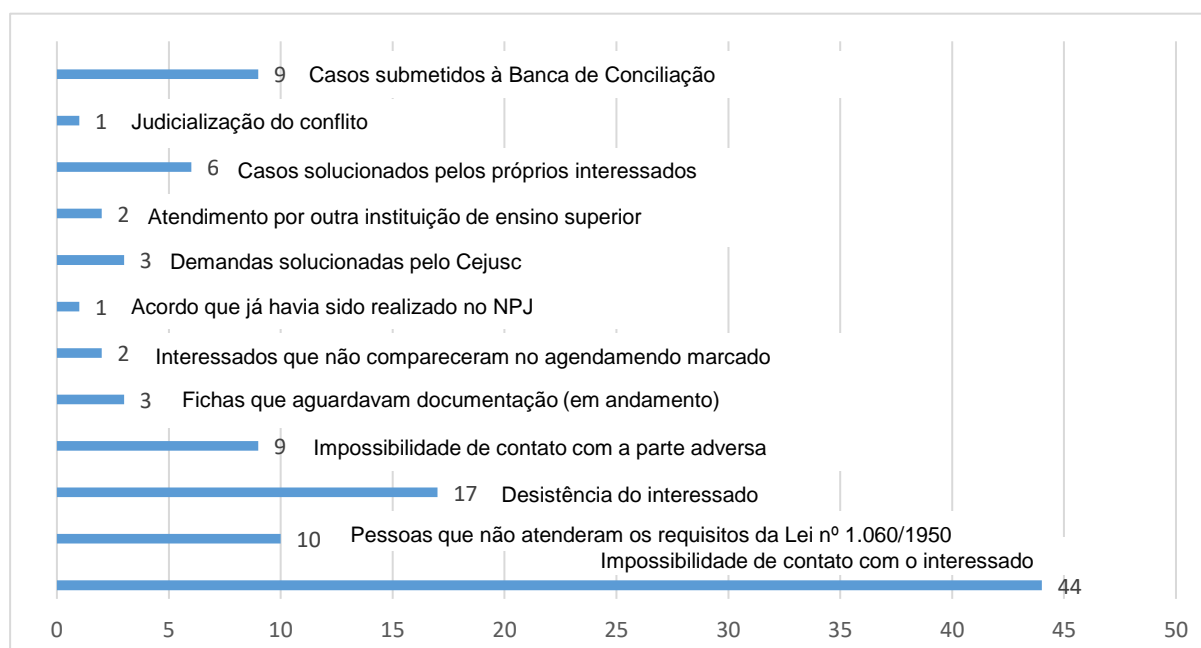 9 Casos submetidos à Banca de Conciliação
1 Judicialização do conflito
6 Casos solucionados pelos próprios interessados
2 Atendimento por outra instituição de ensino superior
3 Demandas solucionadas pelo Cejusc
1 Acordo que já havia sido realizado no NPJ
2 Interessados que não compareceram no agendamendo marcado
3 Fichas que aguardavam documentação (em andamento)
9 Impossibilidade de contato com a parte adversa
17 Desistência do interessado
10 Pessoas que não atenderam os requisitos da Lei nº 1.060/1950
Impossibilidade de contato com o interessado
44
0 5 10 15 20 25 30 35 40 45 50